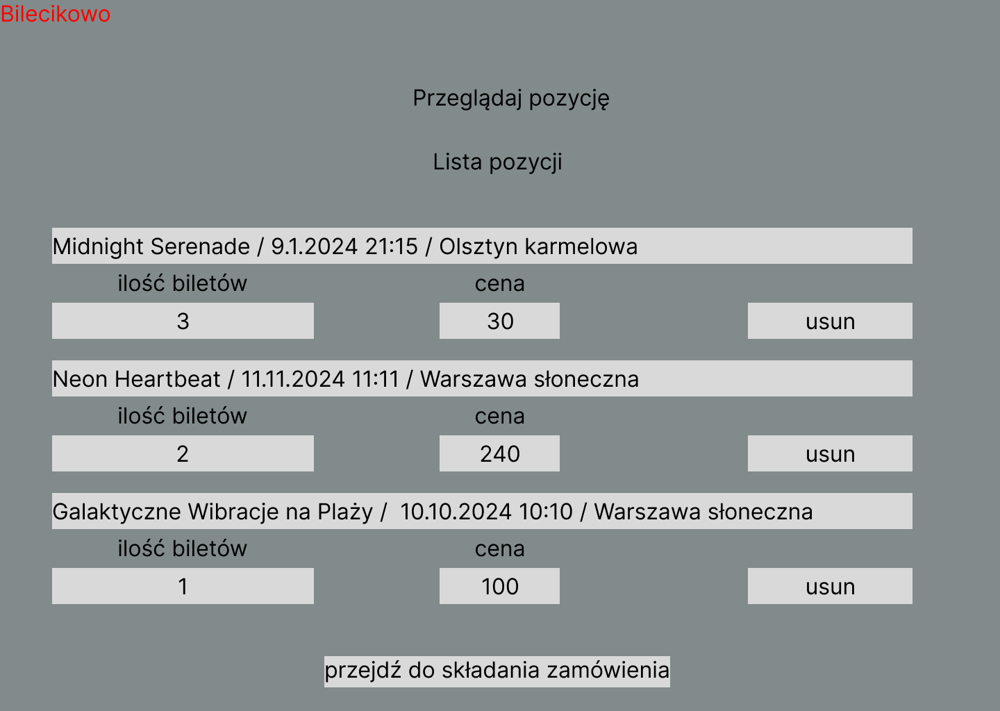 Bilecikowo
Przeglądaj pozycję
Lista pozycji
Midnight Serenade / 9.1.2024 21:15 / Olsztyn karmelowa
ilość biletów cena
3 30 usun
Neon Heartbeat / 11.11.2024 11:11 / Warszawa słoneczna
ilość biletów cena
2 240 usun
Galaktyczne Wibracje na Plaży /  10.10.2024 10:10 / Warszawa słoneczna
ilość biletów cena
1 100 usun
przejdź do składania zamówienia